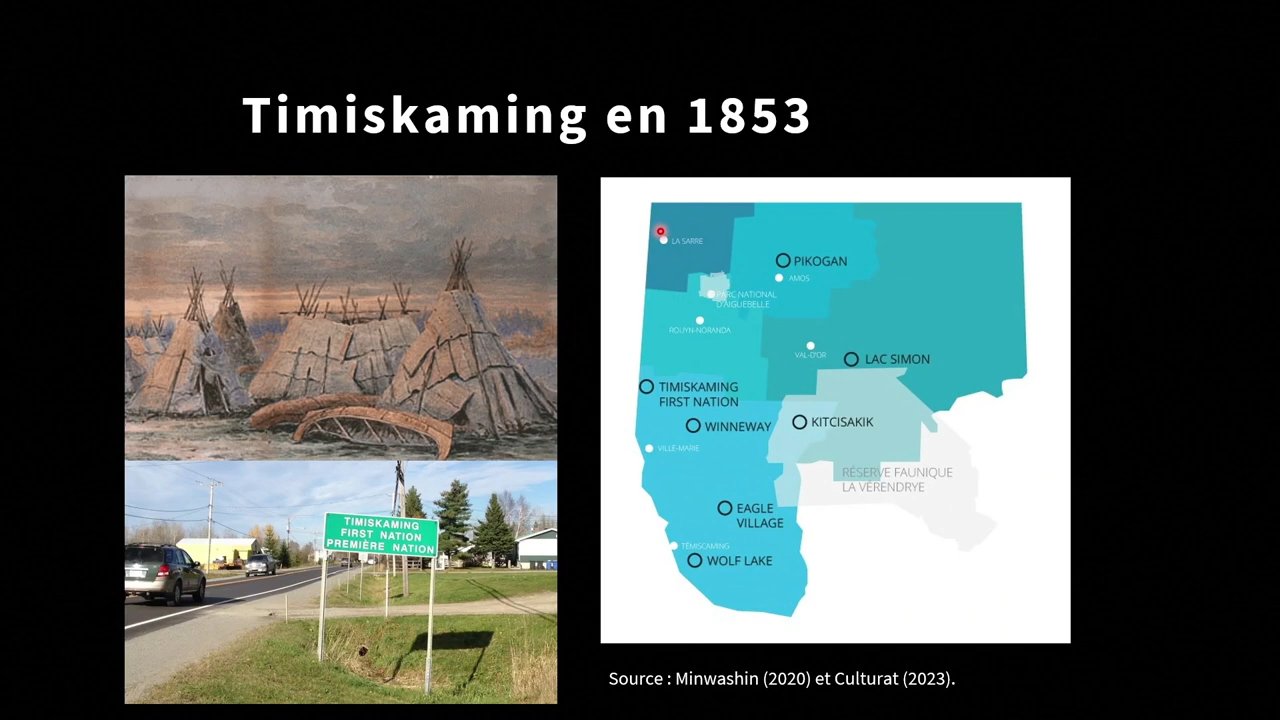 Timiskaming en 1853
TIMISKAMING
FIRST NATION
PREMIÈRE NATION
LA SARRE
PIKOGAN
AMOS
PARC NATIONAL
D'AIGUEBELLE
ROUYN-NORANDA
VAL-D'OR
LAC SIMON
TIMISKAMING
FIRST NATION
WINNEWAY
KITCISAKIK
VILLE-MARIE
RÉSERVE FAUNIQUE
LA VÉRENDRYE
EAGLE
VILLAGE
TÉMISCAMING
WOLF LAKE
Source : Minwashin (2020) et Culturat (2023).